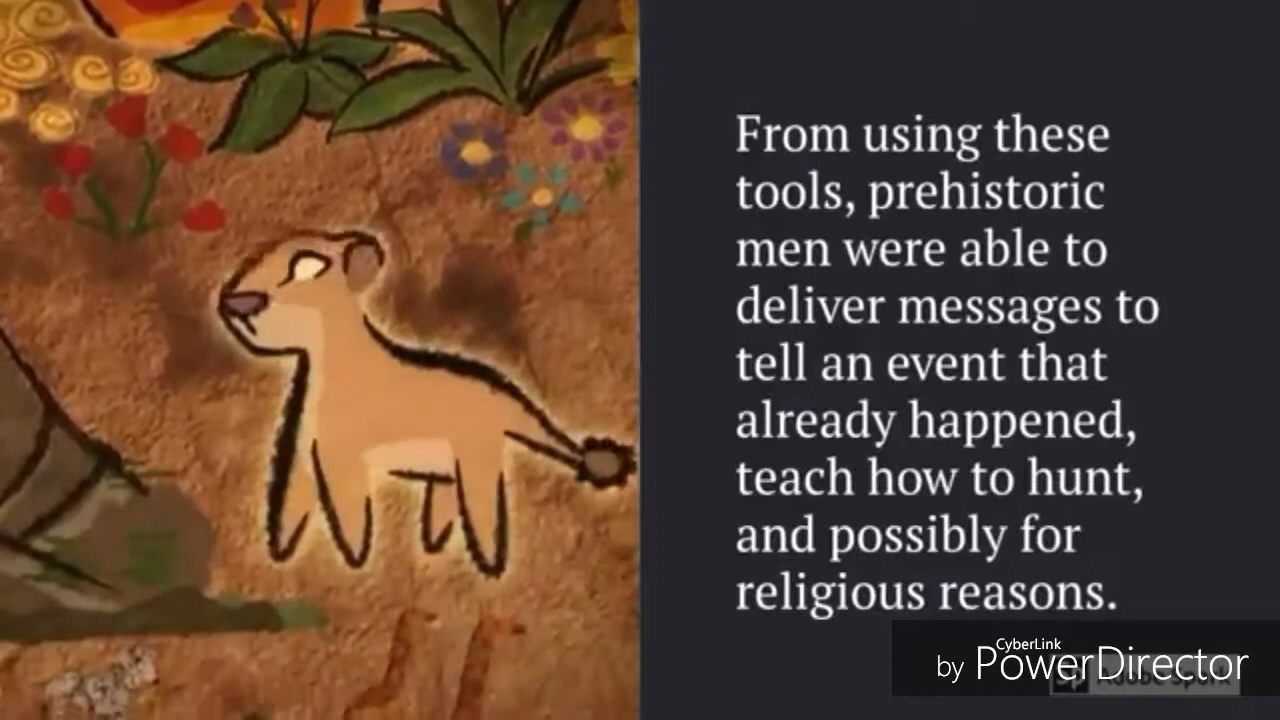 From using these
tools, prehistoric
men were able to
deliver messages to
tell an event that
already happened,
teach how to hunt,
and possibly for
religious reasons.
CyberLink
by PowerDirector